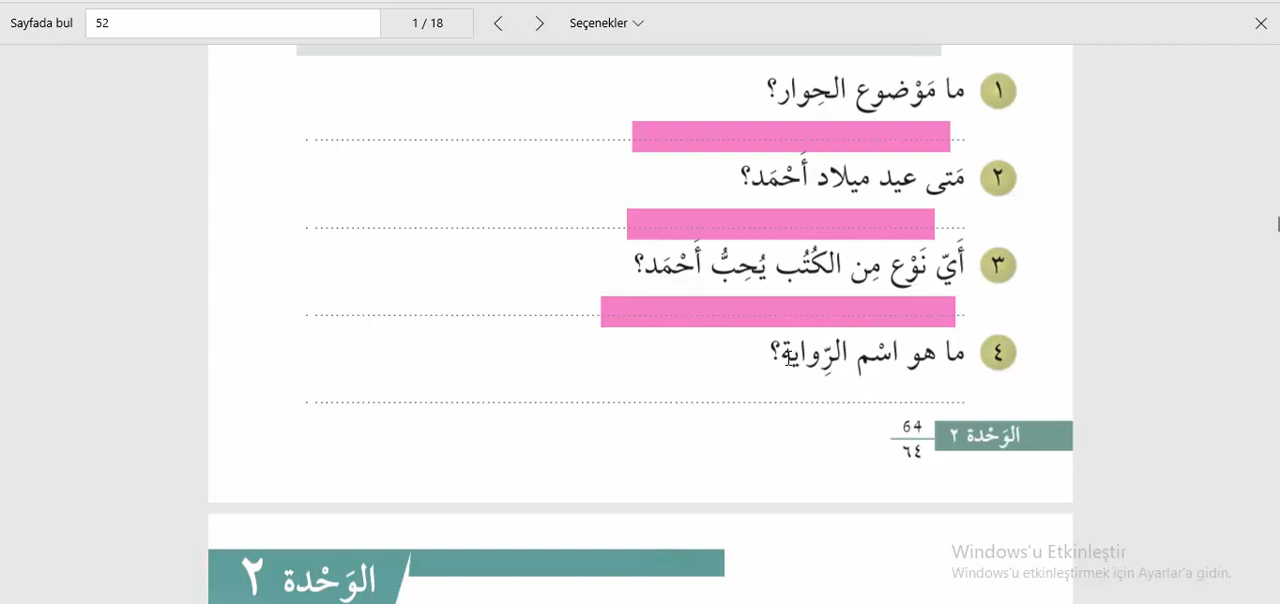 Sayfada bul 52 1 / 18 Seçenekler
١ ما مَوْضوع الحِوار؟
٢ مَتى عيد ميلاد أَحْمَد؟
٣ أَيّ نَوْع مِن الكُتُب يُحِبُّ أَحْمَد؟
٤ ما هو اسْم الرِّواية؟
الوَحْدة ٢
64
٦٤
Windows'u Etkinleştir
Windows'u etkinleştirmek için Ayarlar'a gidin.
الوَحْدة ٢